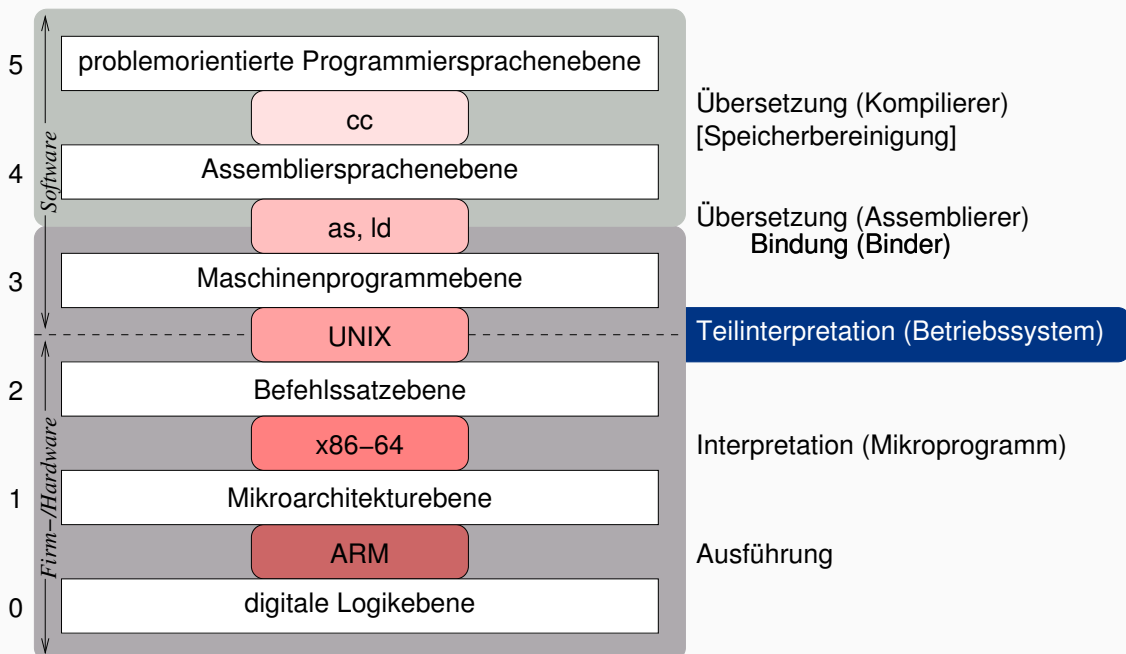 5
problemorientierte Programmiersprachenebene
cc
Übersetzung (Kompilierer)
[Speicherbereinigung]
4
Assembliersprachenebene
Software
as, ld
Übersetzung (Assemblierer)
Bindung (Binder)
3
Maschinenprogrammebene
UNIX
Teilinterpretation (Betriebssystem)
2
Befehlssatzebene
x86–64
Interpretation (Mikroprogramm)
1
Mikroarchitekturebene
Firm–/Hardware
ARM
Ausführung
0
digitale Logikebene